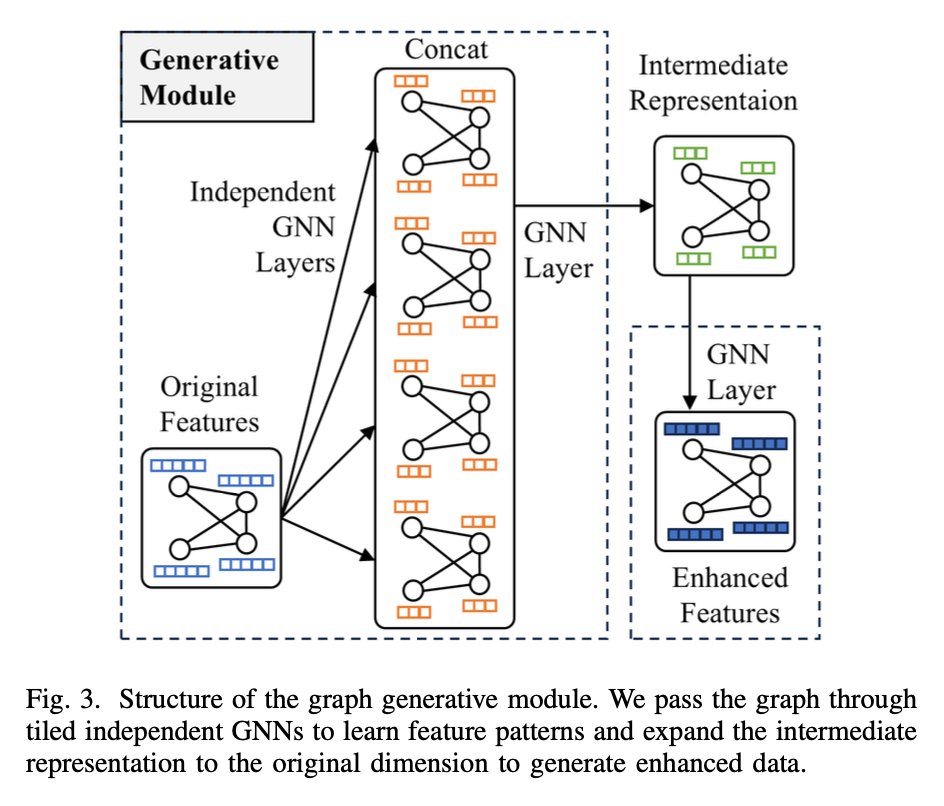 Generative
Module
Concat
Intermediate
Representaion
Independent
GNN
Layers
GNN
Layer
Original
Features
GNN
Layer
Enhanced
Features
Fig. 3. Structure of the graph generative module. We pass the graph through
tiled independent GNNs to learn feature patterns and expand the intermediate
representation to the original dimension to generate enhanced data.